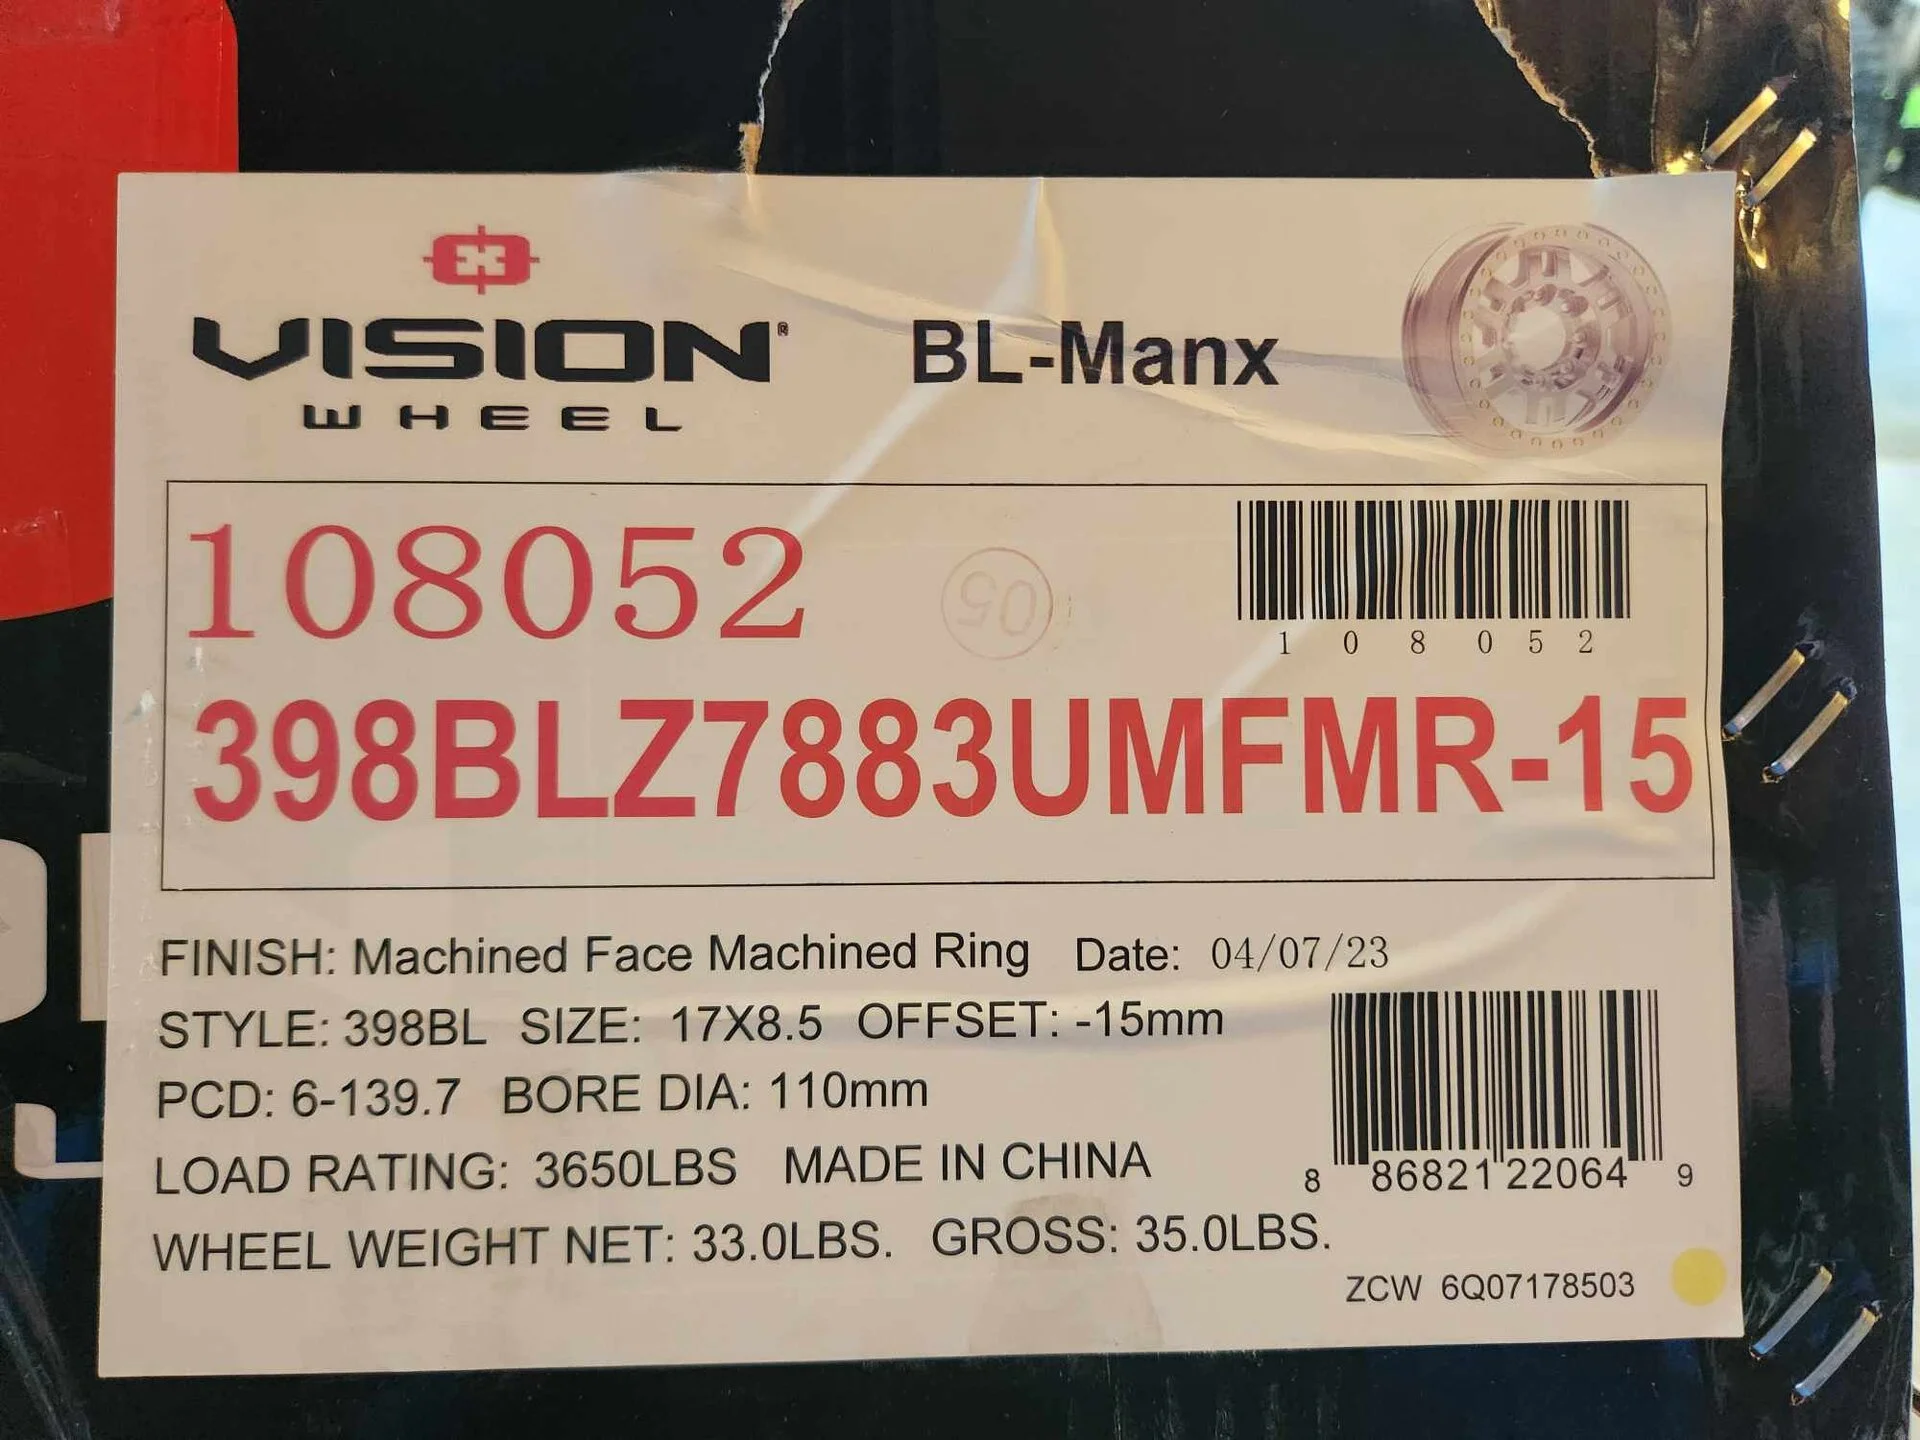 VISION®
WHEEL
BL-Manx
108052
05
1 0 8 0 5 2
398BLZ7883UMFMR-15
FINISH: Machined Face Machined Ring Date: 04/07/23
STYLE: 398BL SIZE: 17X8.5 OFFSET: -15mm
PCD: 6-139.7 BORE DIA: 110mm
LOAD RATING: 3650LBS MADE IN CHINA
8 86821 22064 9
WHEEL WEIGHT NET: 33.0LBS. GROSS: 35.0LBS.
ZCW 6Q07178503